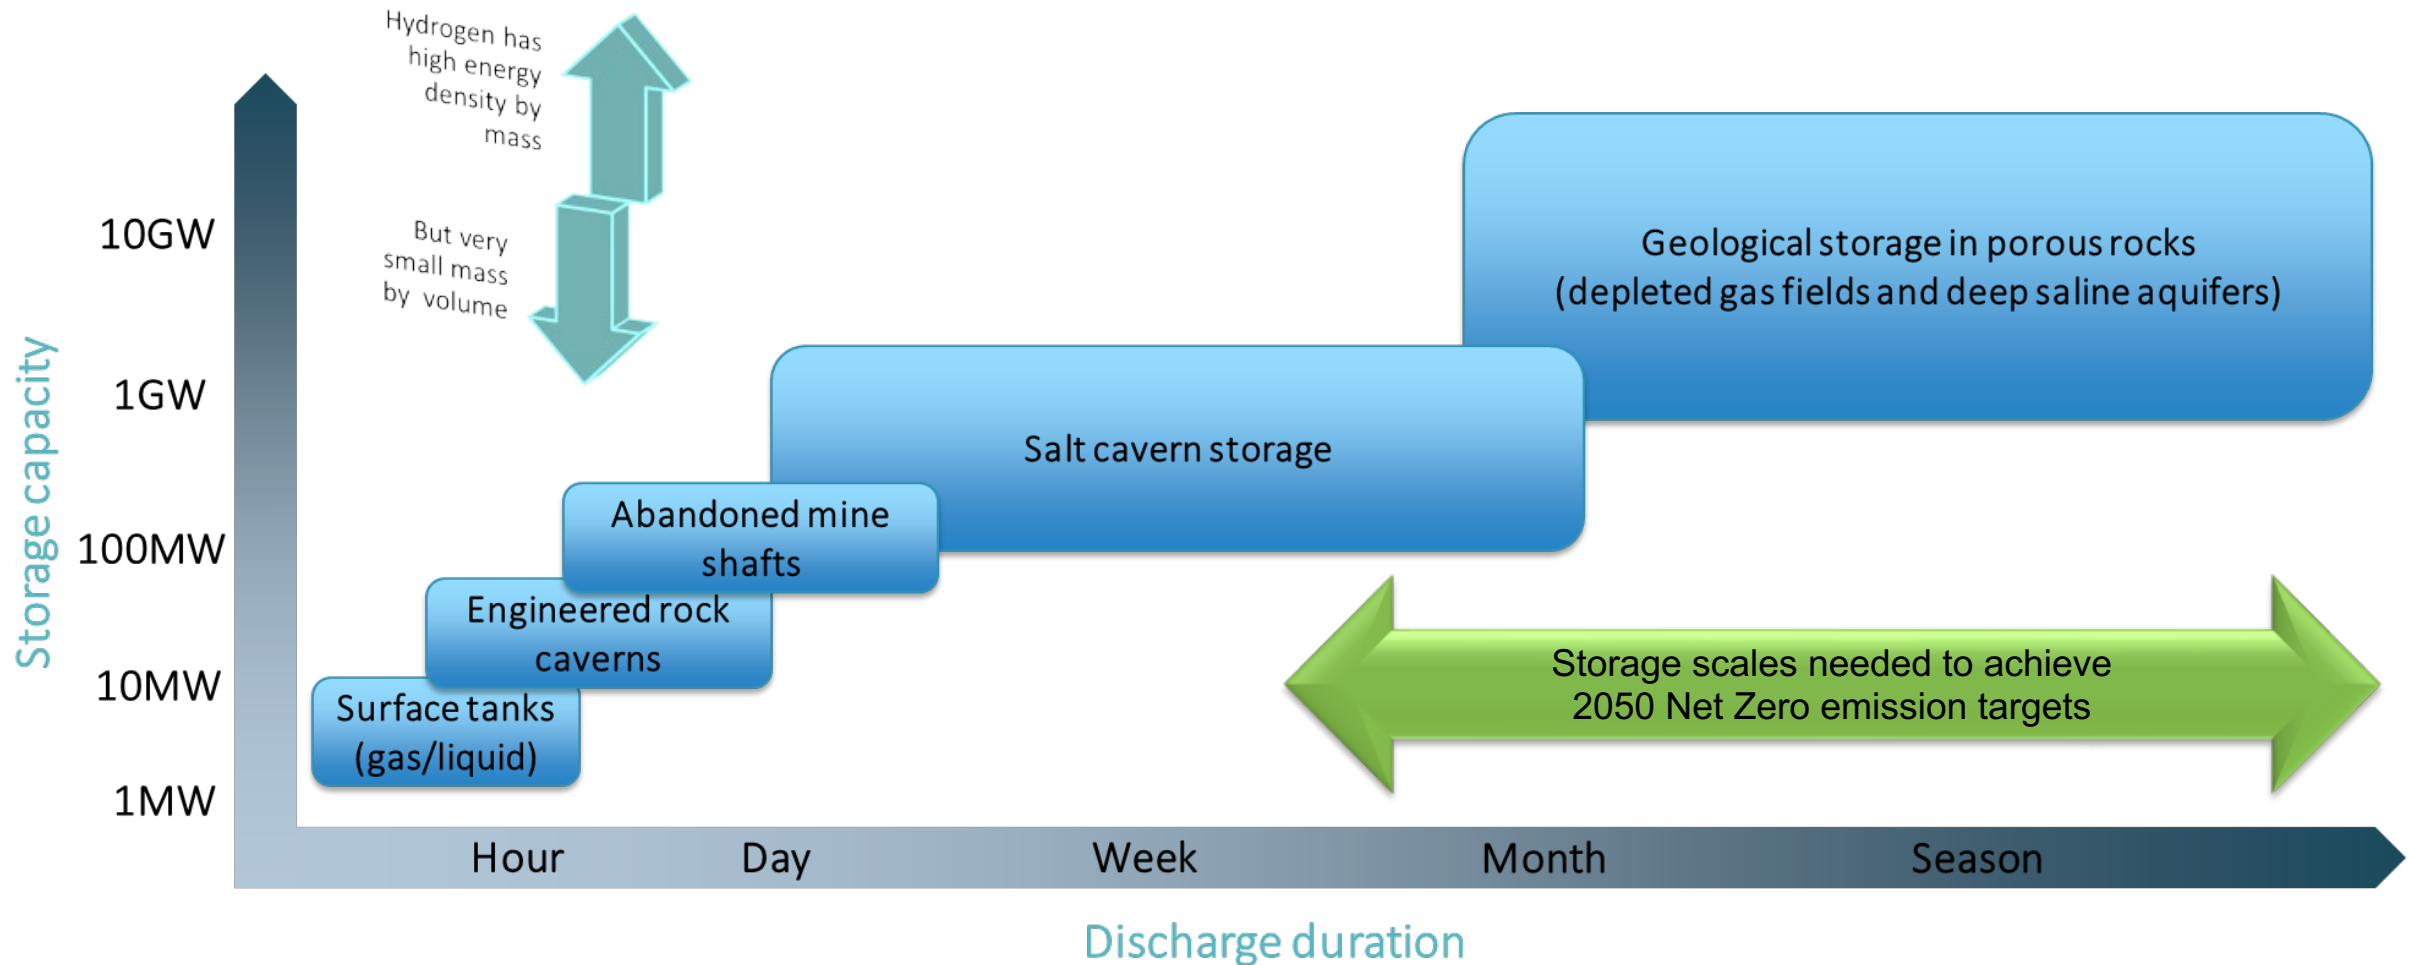 Hydrogen has
high energy
density by
mass
But very
small mass
by volume
Storage capacity
10GW
1GW
100MW
10MW
1MW
Geological storage in porous rocks
(depleted gas fields and deep saline aquifers)
Salt cavern storage
Abandoned mine
shafts
Engineered rock
caverns
Surface tanks
(gas/liquid)
Storage scales needed to achieve
2050 Net Zero emission targets
Hour
Day
Week
Month
Season
Discharge duration